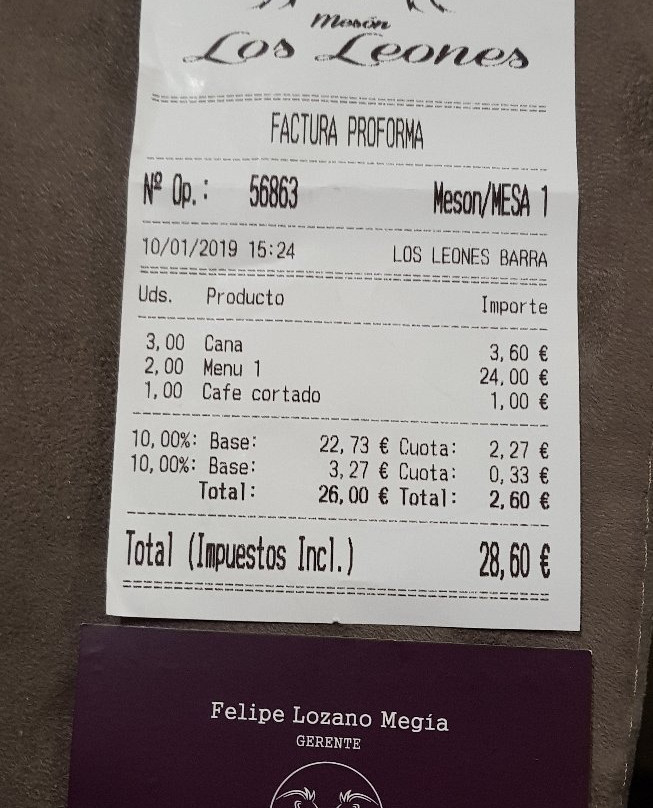 Mesón
Los Leones
FACTURA PROFORMA
Nº Op.: 56863 Meson/MESA 1
10/01/2019 15:24 LOS LEONES BARRA
Uds. Producto Importe
3,00 Cana 3,60 €
2,00 Menu 1 24,00 €
1,00 Cafe cortado 1,00 €
10,00%: Base: 22,73 € Cuota: 2,27 €
10,00%: Base: 3,27 € Cuota: 0,33 €
Total: 26,00 € Total: 2,60 €
Total (Impuestos Incl.) 28,60 €
Felipe Lozano Megía
GERENTE